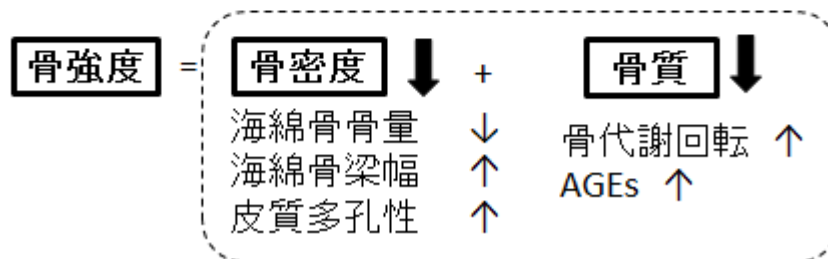 骨強度 = 骨密度 ↓ + 骨質 ↓
海綿骨骨量 ↓
海綿骨梁幅 ↑
皮質多孔性 ↑
骨代謝回転 ↑
AGEs ↑